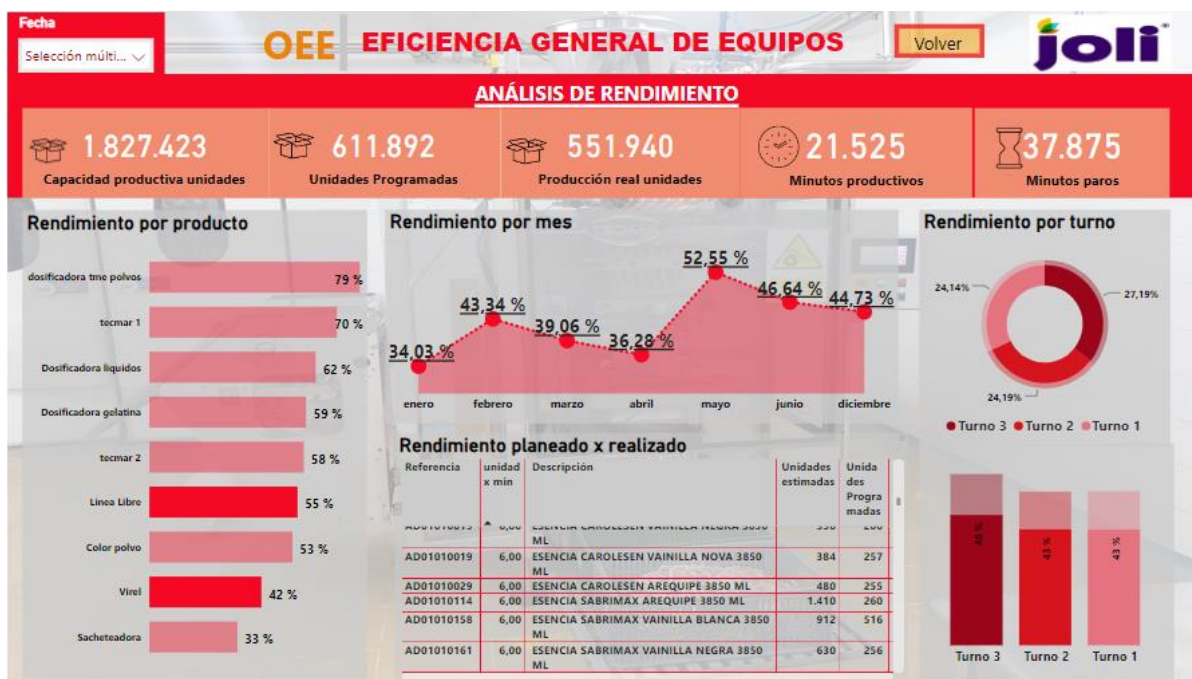 Fecha
Selección múlti...
OEE EFICIENCIA GENERAL DE EQUIPOS
Volver
joli
ANÁLISIS DE RENDIMIENTO
1.827.423
Capacidad productiva unidades
611.892
Unidades Programadas
551.940
Producción real unidades
21.525
Minutos productivos
37.875
Minutos paros
Rendimiento por producto
dosificadora tme polvos 79 %
tecmar 1 70 %
Dosificadora liquidos 62 %
Dosificadora gelatina 59 %
tecmar 2 58 %
Linea Libre 55 %
Color polvo 53 %
Virel 42 %
Sacheteadora 33 %
Rendimiento por mes
34,03 %
43,34 %
39,06 %
36,28 %
52,55 %
46,64 %
44,73 %
enero febrero marzo abril mayo junio diciembre
Rendimiento planeado x realizado
Referencia unidad Descripción Unidades Unida
x min estimadas des
Progra
madas
ML
AD01010019 6,00 ESENCIA CAROLESEN VAINILLA NOVA 3850 384 257
ML
AD01010029 6,00 ESENCIA CAROLESEN AREQUIPE 3850 ML 480 255
AD01010114 6,00 ESENCIA SABRIMAX AREQUIPE 3850 ML 1.410 260
AD01010158 6,00 ESENCIA SABRIMAX VAINILLA BLANCA 3850 912 516
ML
AD01010161 6,00 ESENCIA SABRIMAX VAINILLA NEGRA 3850 630 256
ML
Rendimiento por turno
24,14%
27,19%
24,19%
Turno 3 Turno 2 Turno 1
43 %
43 %
Turno 3 Turno 2 Turno 1